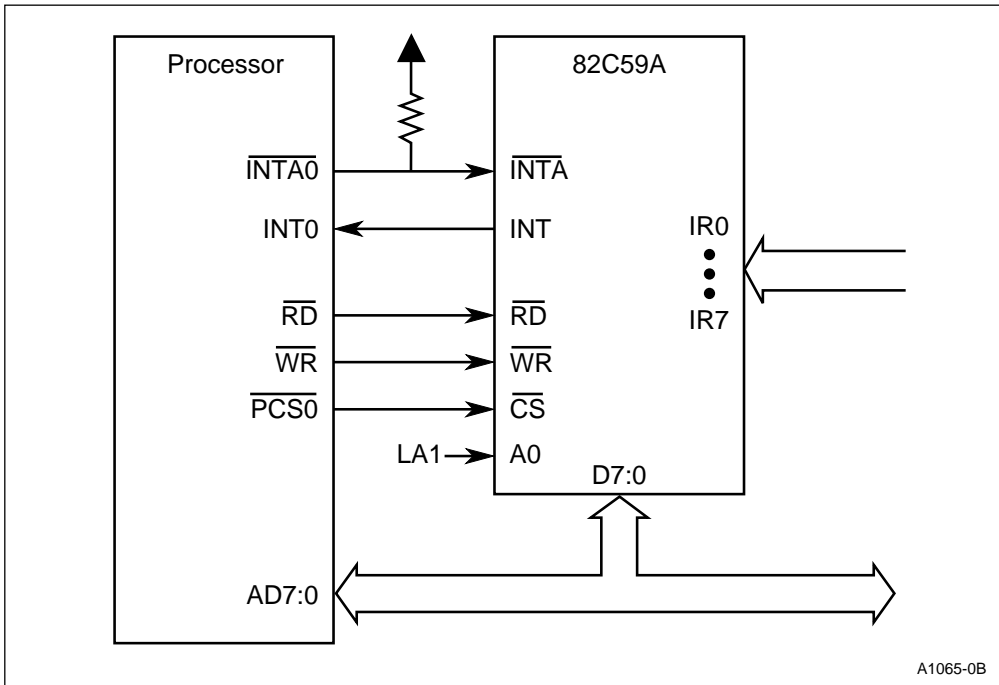 Processor
82C59A
INTA0
INTA
INT0
INT
IR0
IR7
RD
RD
WR
WR
PCS0
CS
LA1
A0
D7:0
AD7:0
A1065-0B